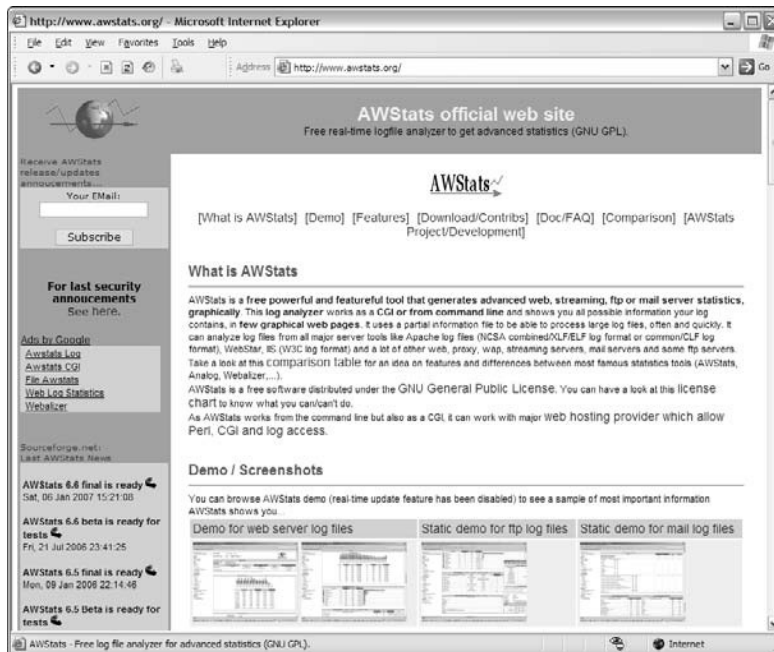 http://www.awstats.org/ - Microsoft Internet Explorer
File Edit View Favorites Tools Help
Address http://www.awstats.org/ Go
AWStats official web site
Free real-time logfile analyzer to get advanced statistics (GNU GPL).
Receive AWStats
release/updates
annoucements...
Your EMail:
Subscribe
For last security
annoucements
See here.
Ads by Google
Awstats Log
Awstats CGI
File Awstats
Web Log Statistics
Webalizer
Sourceforge.net:
Last AWStats News
AWStats 6.6 final is ready
Sat, 06 Jan 2007 15:21:08
AWStats 6.6 beta is ready for
tests
Fri, 21 Jul 2006 23:41:25
AWStats 6.5 final is ready
Mon, 09 Jan 2006 22:14:46
AWStats 6.5 Beta is ready for
tests
AWStats
[What is AWStats] [Demo] [Features] [Download/Contribs] [Doc/FAQ] [Comparison] [AWStats
Project/Development]
What is AWStats
AWStats is a free powerful and featureful tool that generates advanced web, streaming, ftp or mail server statistics,
graphically. This log analyzer works as a CGI or from command line and shows you all possible information your log
contains, in few graphical web pages. It uses a partial information file to be able to process large log files, often and quickly. It
can analyze log files from all major server tools like Apache log files (NCSA combined/XLF/ELF log format or common/CLF log
format), WebStar, IIS (W3C log format) and a lot of other web, proxy, wap, streaming servers, mail servers and some ftp servers.
Take a look at this comparison table for an idea on features and differences between most famous statistics tools (AWStats,
Analog, Webalizer,...).
AWStats is a free software distributed under the GNU General Public License. You can have a look at this license
chart to know what you can/can't do.
As AWStats works from the command line but also as a CGI, it can work with major web hosting provider which allow
Perl, CGI and log access.
Demo / Screenshots
You can browse AWStats demo (real-time update feature has been disabled) to see a sample of most important information
AWStats shows you...
Demo for web server log files Static demo for ftp log files Static demo for mail log files
AWStats - Free log file analyzer for advanced statistics (GNU GPL). Internet